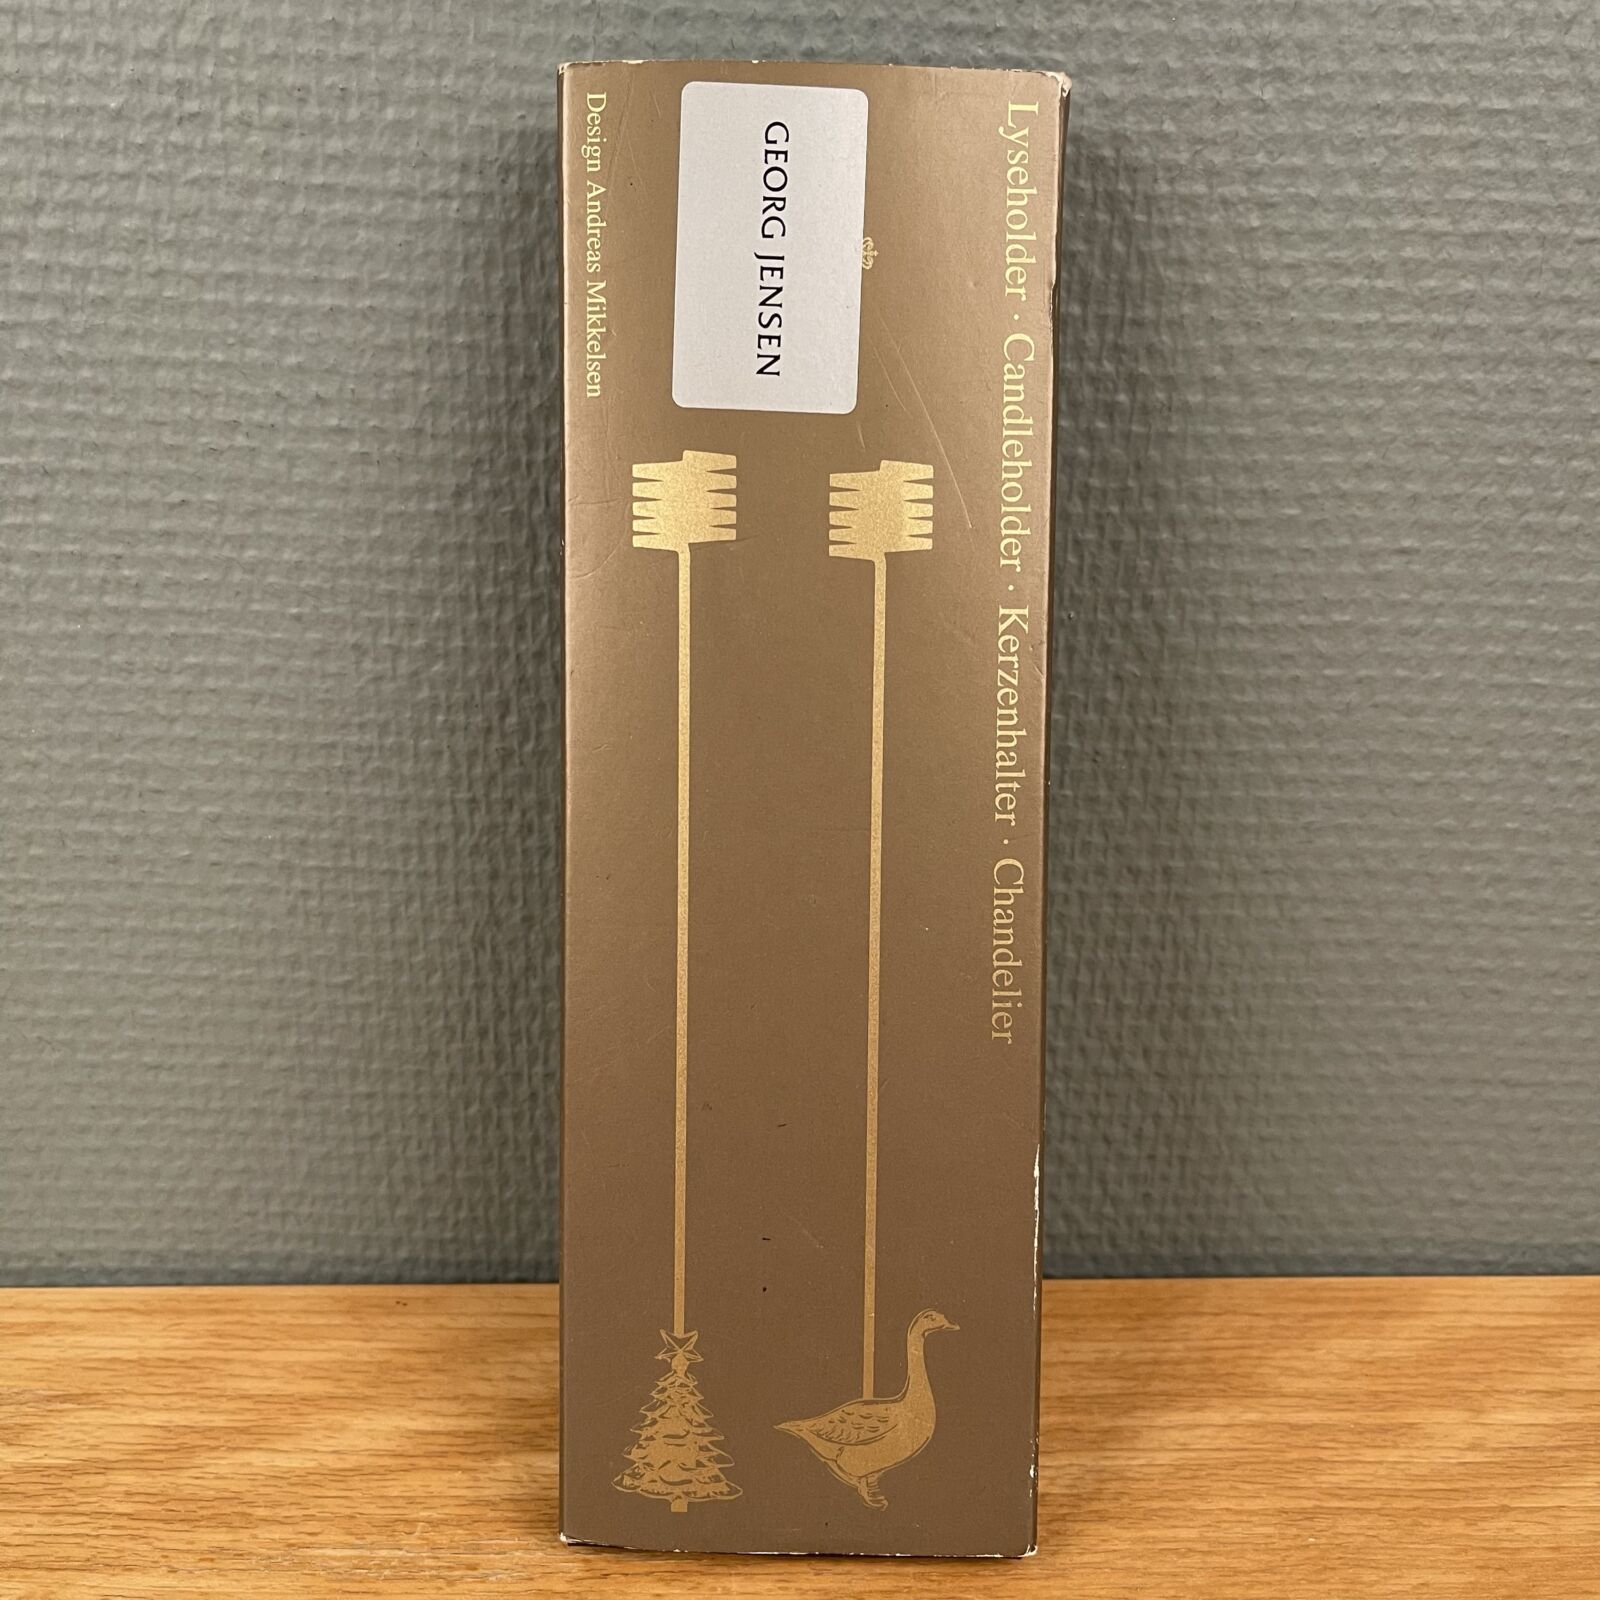 Lyseholder · Candleholder · Kerzenhalter · Chandelier
GEORG JENSEN
Design Andreas Mikkelsen